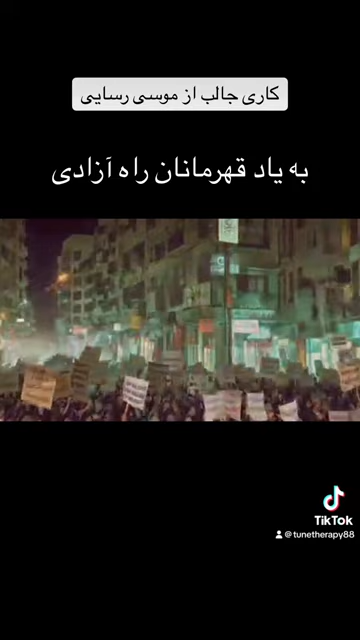 کاری جالب از موسی رسایی
به یاد قهرمانان راه آزادی
TikTok
@tunetherapy88